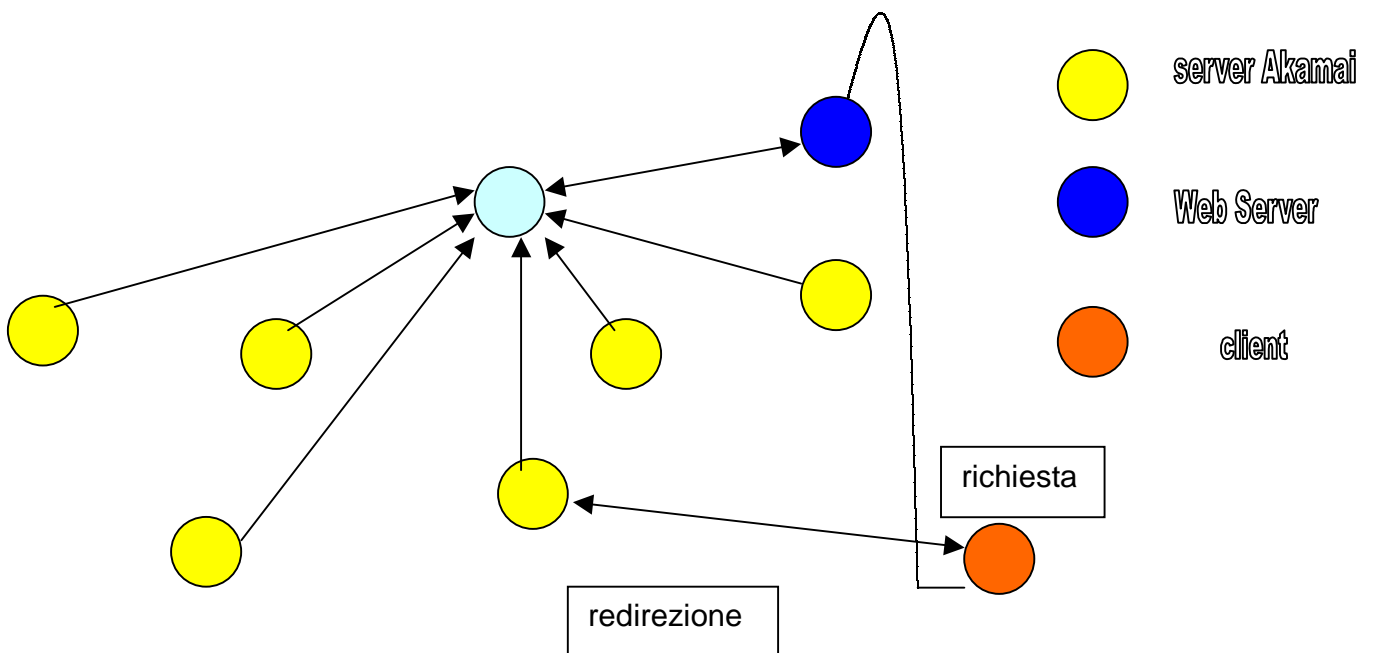 server Akamai
Web Server
client
richiesta
redirezione